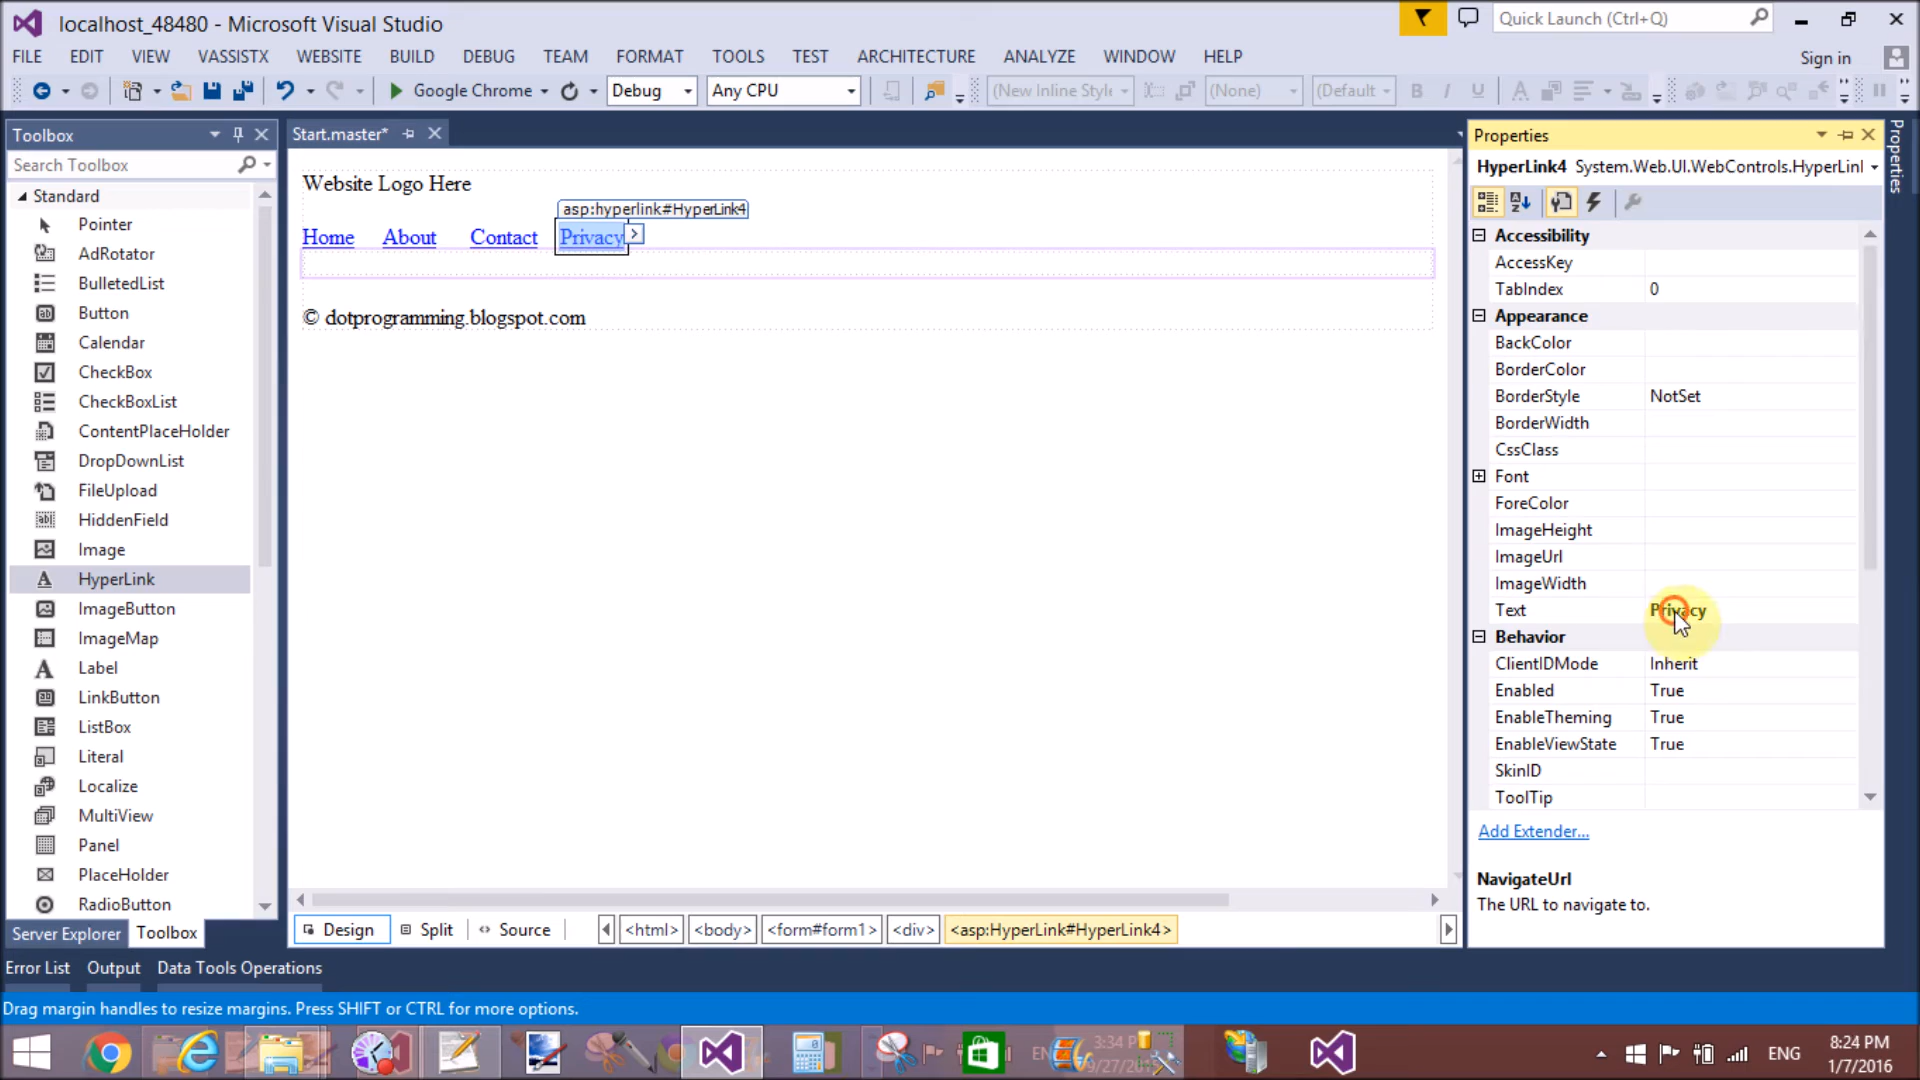 localhost_48480 - Microsoft Visual Studio
Quick Launch (Ctrl+Q)
FILE EDIT VIEW VASSISTX WEBSITE BUILD DEBUG TEAM FORMAT TOOLS TEST ARCHITECTURE ANALYZE WINDOW HELP
Sign in
Google Chrome Debug Any CPU (New Inline Style (None) (Default B I U A
Toolbox
Search Toolbox
Standard
Pointer
AdRotator
BulletedList
Button
Calendar
CheckBox
CheckBoxList
ContentPlaceHolder
DropDownList
FileUpload
HiddenField
Image
HyperLink
ImageButton
ImageMap
Label
LinkButton
ListBox
Literal
Localize
MultiView
Panel
PlaceHolder
RadioButton
Server Explorer Toolbox
Start.master*
Website Logo Here
asp:hyperlink#HyperLink4
Home About Contact Privacy
© dotprogramming.blogspot.com
Design Split Source <html> <body> <form#form1> <div> <asp:HyperLink#HyperLink4>
Properties
HyperLink4 System.Web.UI.WebControls.HyperLinl
Accessibility
AccessKey
TabIndex 0
Appearance
BackColor
BorderColor
BorderStyle NotSet
BorderWidth
CssClass
Font
ForeColor
ImageHeight
ImageUrl
ImageWidth
Text Privacy
Behavior
ClientIDMode Inherit
Enabled True
EnableTheming True
EnableViewState True
SkinID
ToolTip
Add Extender...
NavigateUrl
The URL to navigate to.
Properties
Error List Output Data Tools Operations
Drag margin handles to resize margins. Press SHIFT or CTRL for more options.
3:34 PM
ENG
8:24 PM
1/7/2016